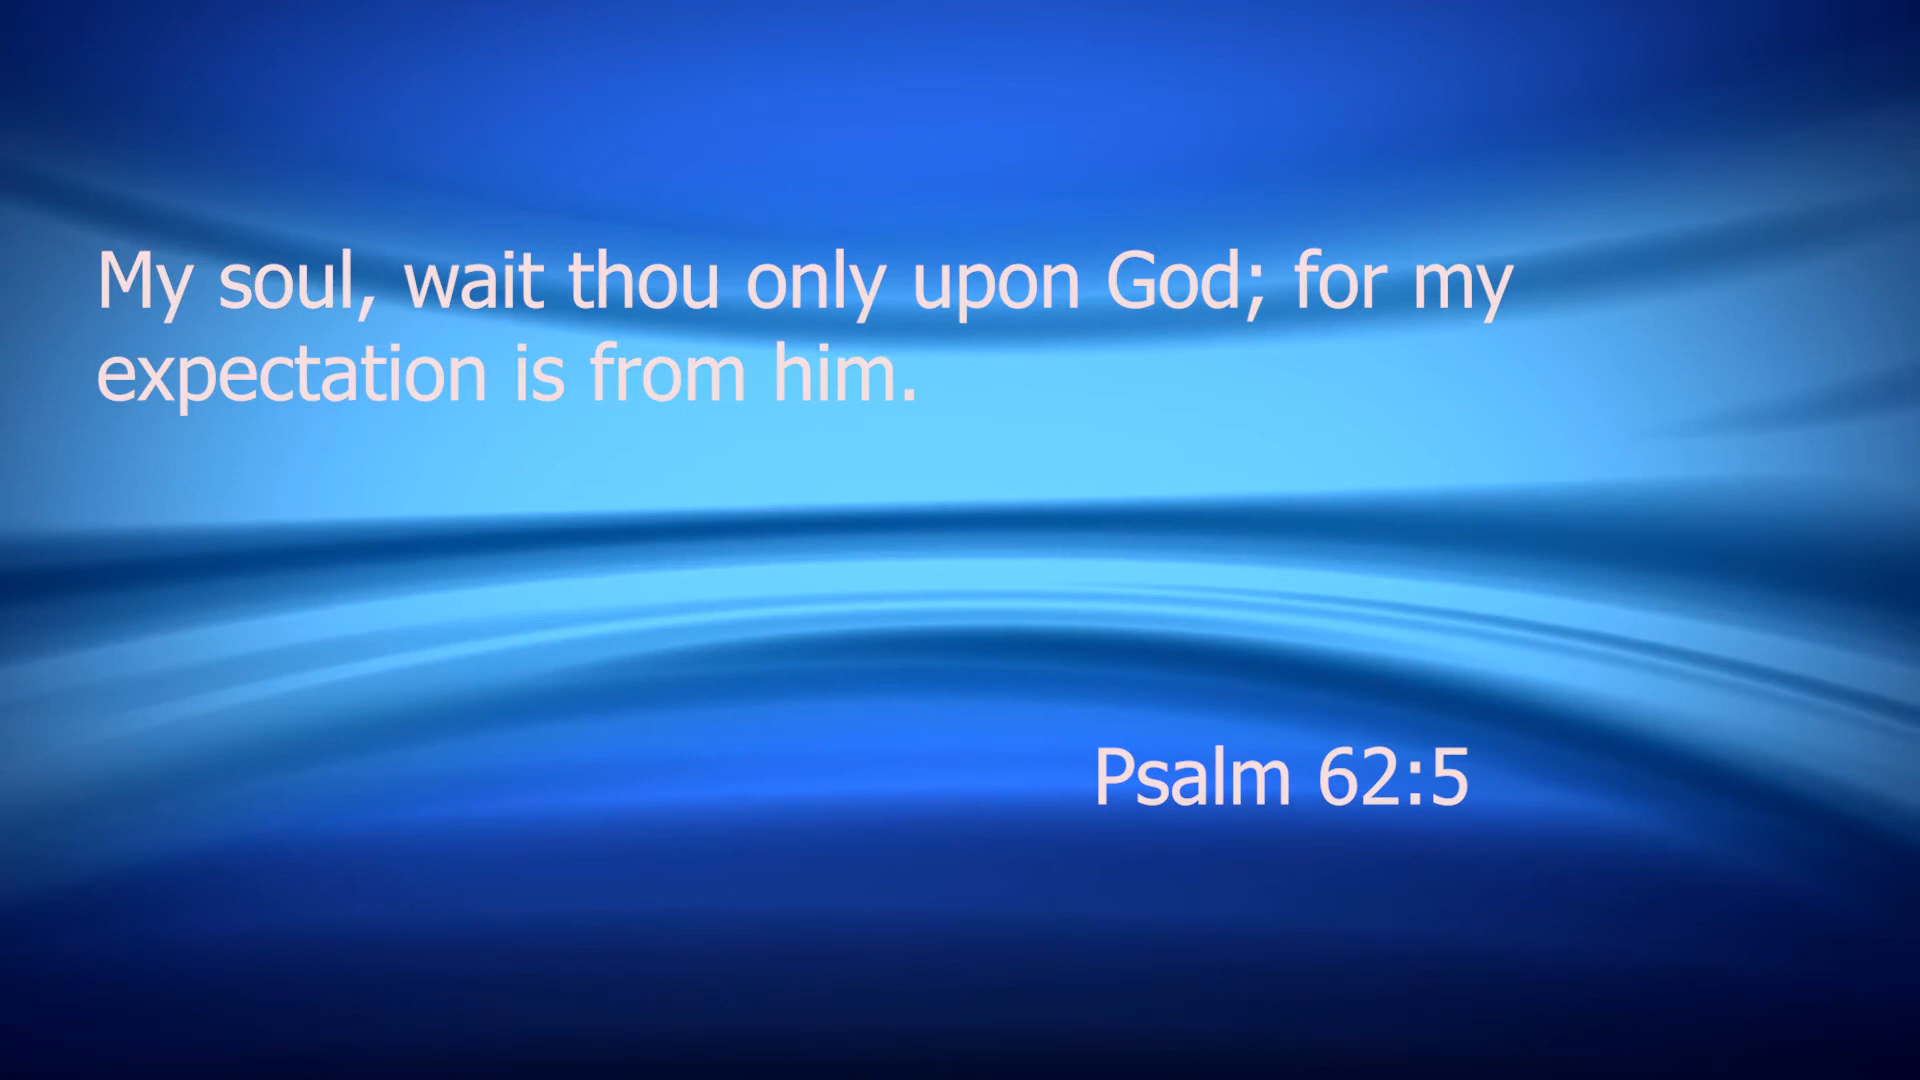 My soul, wait thou only upon God; for my
expectation is from him.
Psalm 62:5